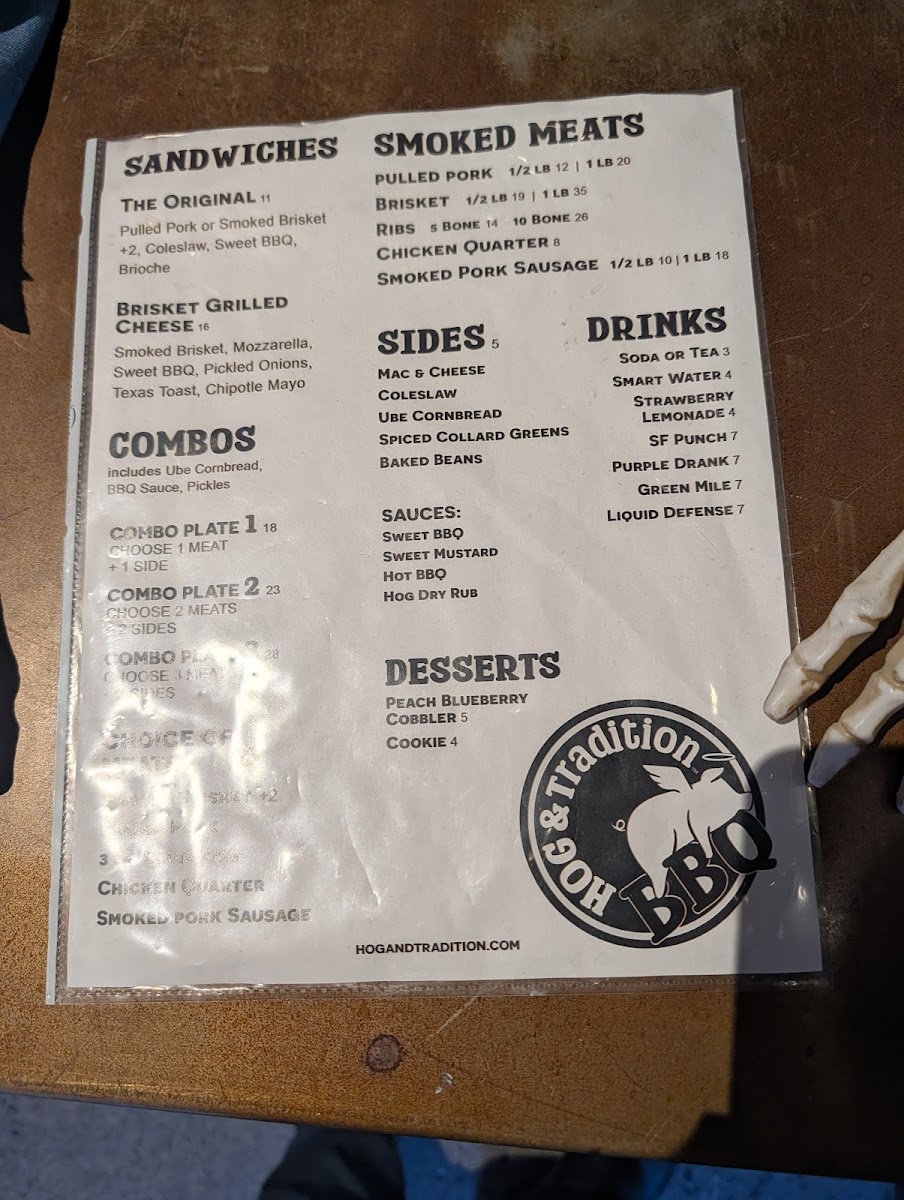 SANDWICHES
THE ORIGINAL 11
Pulled Pork or Smoked Brisket
+2, Coleslaw, Sweet BBQ,
Brioche
BRISKET GRILLED
CHEESE 16
Smoked Brisket, Mozzarella,
Sweet BBQ, Pickled Onions,
Texas Toast, Chipotle Mayo
COMBOS
includes Ube Cornbread,
BBQ Sauce, Pickles
COMBO PLATE 1 18
CHOOSE 1 MEAT
+ 1 SIDE
COMBO PLATE 2 23
CHOOSE 2 MEATS
+ 2 SIDES
COMBO 28
CHOOSE 3
SIDES
CHOICE OF
+2
3
CHICKEN QUARTER
SMOKED PORK SAUSAGE
SMOKED MEATS
PULLED PORK 1/2 LB 12 | 1 LB 20
BRISKET 1/2 LB 19 | 1 LB 35
RIBS 5 BONE 14 10 BONE 26
CHICKEN QUARTER 8
SMOKED PORK SAUSAGE 1/2 LB 10 | 1 LB 18
SIDES 5
MAC & CHEESE
COLESLAW
UBE CORNBREAD
SPICED COLLARD GREENS
BAKED BEANS
SAUCES:
SWEET BBQ
SWEET MUSTARD
HOT BBQ
HOG DRY RUB
DESSERTS
PEACH BLUEBERRY
COBBLER 5
COOKIE 4
DRINKS
SODA OR TEA 3
SMART WATER 4
STRAWBERRY
LEMONADE 4
SF PUNCH 7
PURPLE DRANK 7
GREEN MILE 7
LIQUID DEFENSE 7
HOG & TRADITION
BBQ
HOGANDTRADITION.COM